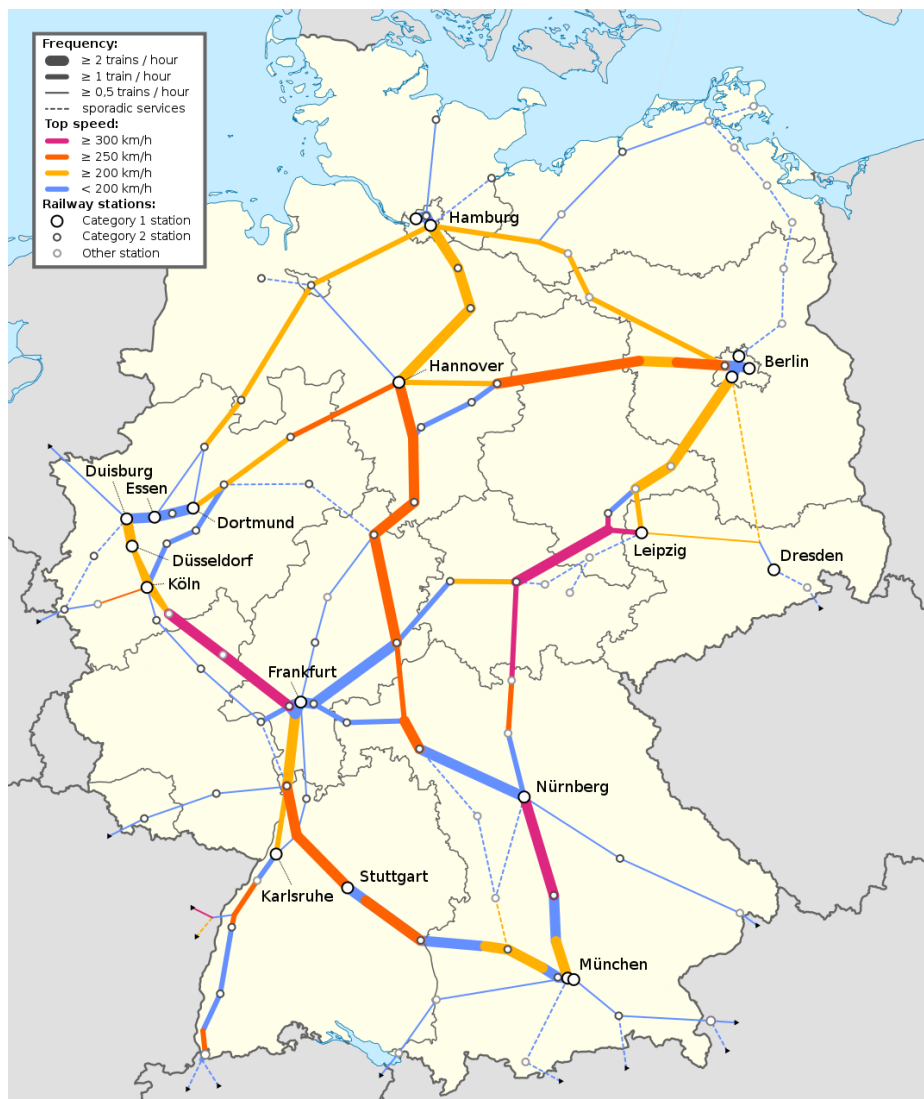 Frequency:
≥ 2 trains / hour
≥ 1 train / hour
≥ 0,5 trains / hour
sporadic services
Top speed:
≥ 300 km/h
≥ 250 km/h
≥ 200 km/h
< 200 km/h
Railway stations:
Category 1 station
Category 2 station
Other station
Hamburg
Hannover
Berlin
Duisburg
Essen
Dortmund
Düsseldorf
Köln
Leipzig
Dresden
Frankfurt
Nürnberg
Stuttgart
Karlsruhe
München